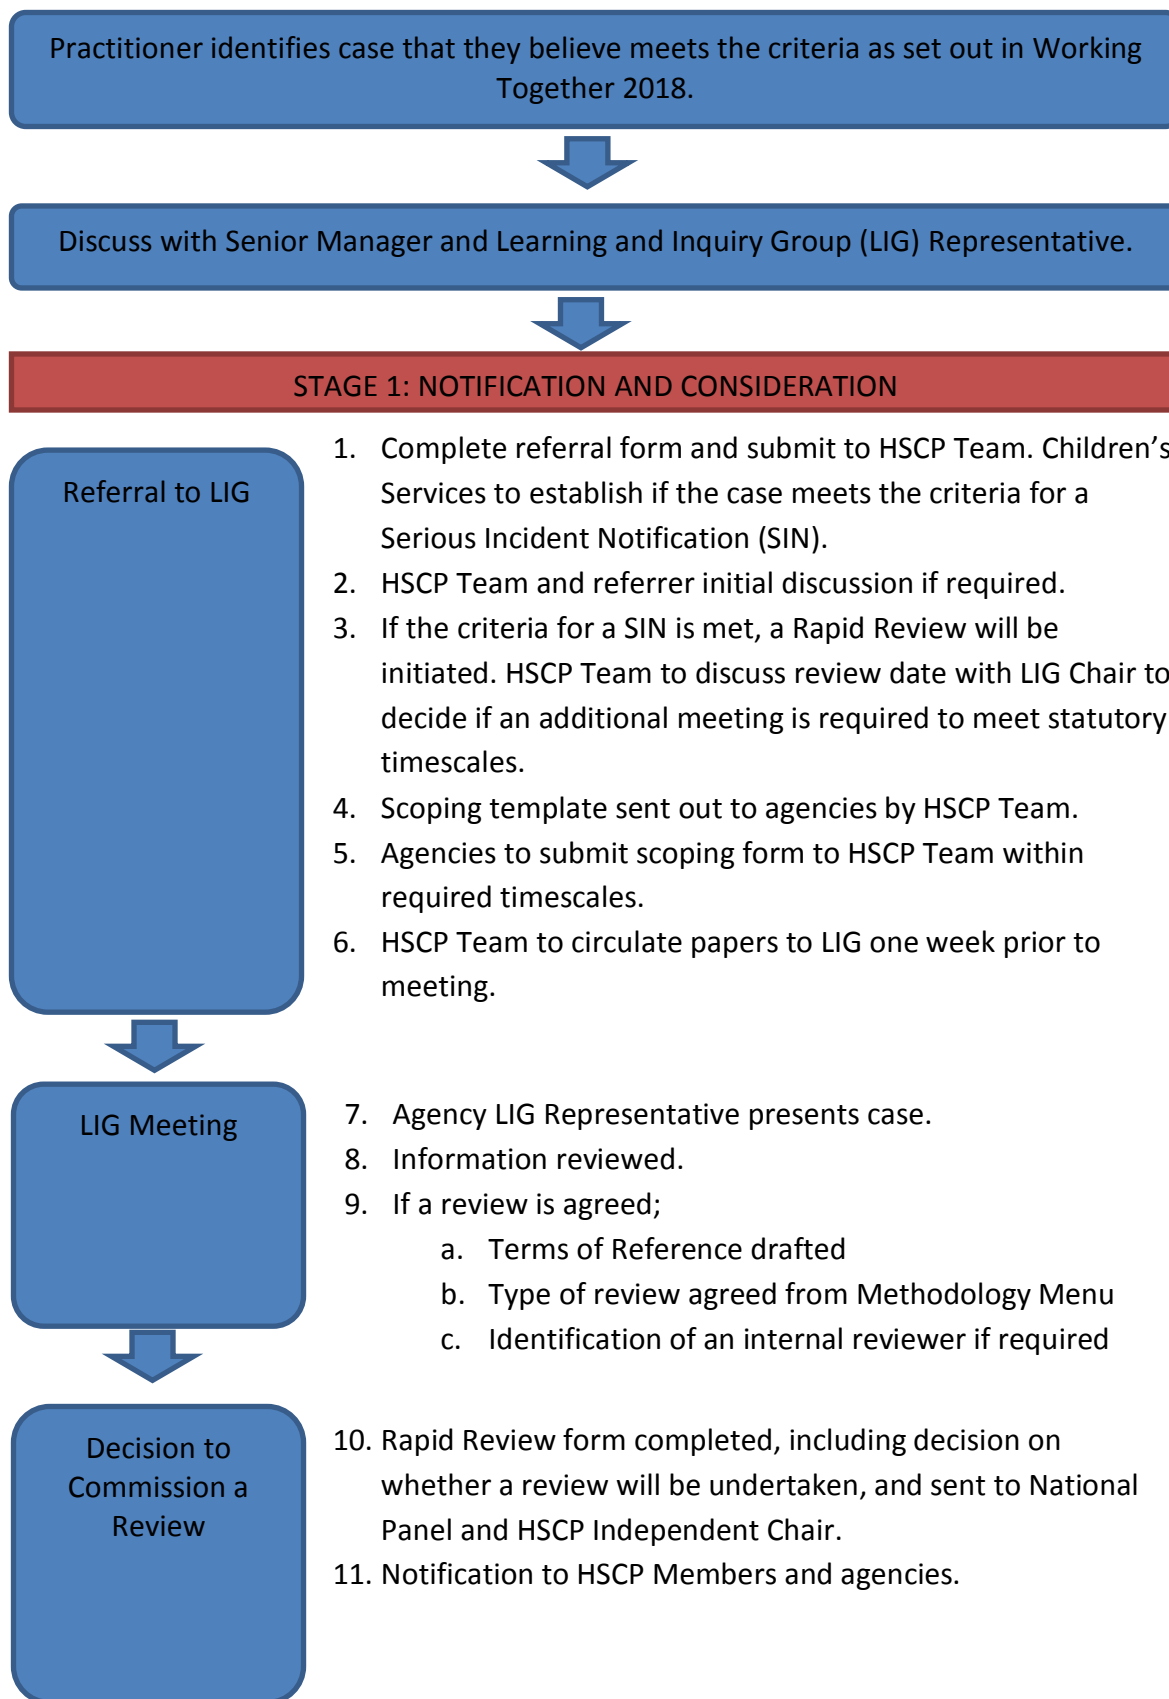 Practitioner identifies case that they believe meets the criteria as set out in Working
Together 2018.
Discuss with Senior Manager and Learning and Inquiry Group (LIG) Representative.
STAGE 1: NOTIFICATION AND CONSIDERATION
Referral to LIG
1. Complete referral form and submit to HSCP Team. Children’s
Services to establish if the case meets the criteria for a
Serious Incident Notification (SIN).
2. HSCP Team and referrer initial discussion if required.
3. If the criteria for a SIN is met, a Rapid Review will be
initiated. HSCP Team to discuss review date with LIG Chair to
decide if an additional meeting is required to meet statutory
timescales.
4. Scoping template sent out to agencies by HSCP Team.
5. Agencies to submit scoping form to HSCP Team within
required timescales.
6. HSCP Team to circulate papers to LIG one week prior to
meeting.
LIG Meeting
7. Agency LIG Representative presents case.
8. Information reviewed.
9. If a review is agreed;
a. Terms of Reference drafted
b. Type of review agreed from Methodology Menu
c. Identification of an internal reviewer if required
Decision to
Commission a
Review
10. Rapid Review form completed, including decision on
whether a review will be undertaken, and sent to National
Panel and HSCP Independent Chair.
11. Notification to HSCP Members and agencies.